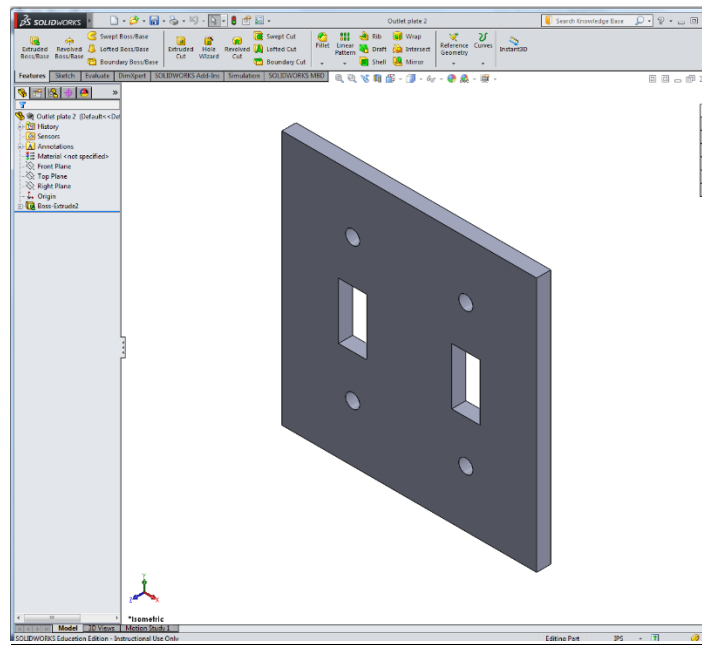 SOLIDWORKS
Outlet plate 2
Search Knowledge Base
Extruded Boss/Base
Revolved Boss/Base
Swept Boss/Base
Lofted Boss/Base
Boundary Boss/Base
Extruded Cut
Hole Wizard
Revolved Cut
Swept Cut
Lofted Cut
Boundary Cut
Fillet
Linear Pattern
Rib
Draft
Shell
Wrap
Intersect
Mirror
Reference Geometry
Curves
Instant3D
Features Sketch Evaluate DimXpert SOLIDWORKS Add-Ins Simulation SOLIDWORKS MBD
Outlet plate 2 (Default<<Def
History
Sensors
Annotations
Material <not specified>
Front Plane
Top Plane
Right Plane
Origin
Boss-Extrude2
Y
Z
X
*Isometric
Model 3D Views Motion Study 1
SOLIDWORKS Education Edition - Instructional Use Only
Editing Part IPS